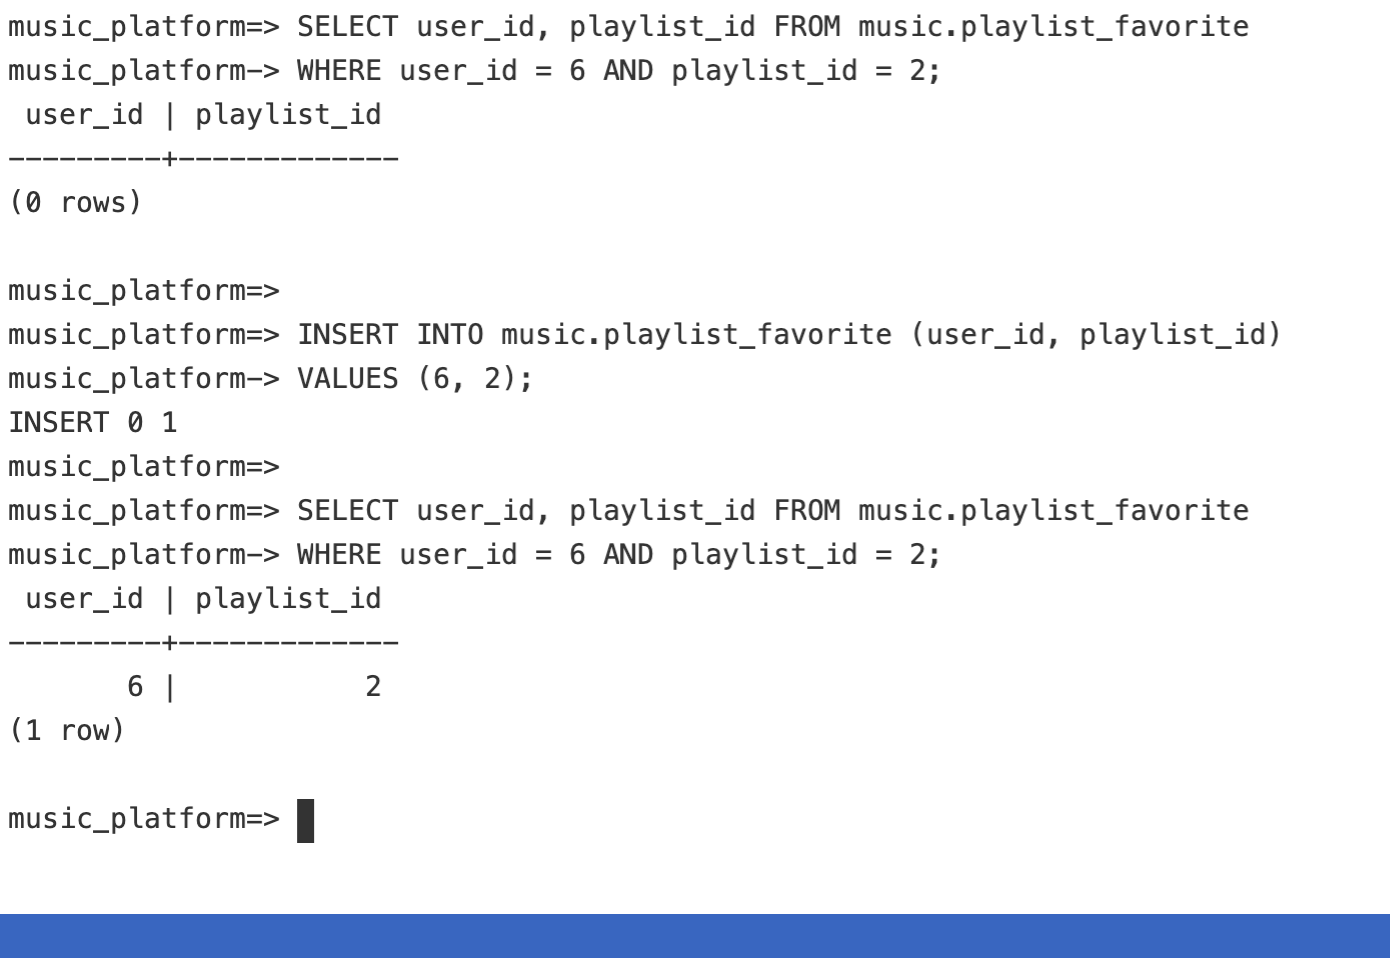 music_platform=> SELECT user_id, playlist_id FROM music.playlist_favorite
music_platform-> WHERE user_id = 6 AND playlist_id = 2;
 user_id | playlist_id
---------+-------------
(0 rows)

music_platform=>
music_platform=> INSERT INTO music.playlist_favorite (user_id, playlist_id)
music_platform-> VALUES (6, 2);
INSERT 0 1
music_platform=>
music_platform=> SELECT user_id, playlist_id FROM music.playlist_favorite
music_platform-> WHERE user_id = 6 AND playlist_id = 2;
 user_id | playlist_id
---------+-------------
       6 |           2
(1 row)

music_platform=>